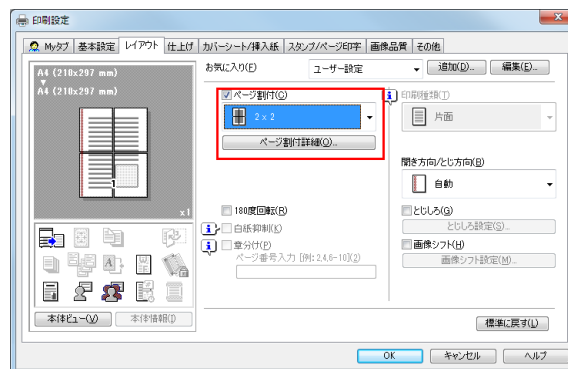 印刷設定
Myタブ 基本設定 レイアウト 仕上げ カバーシート/挿入紙 スタンプ/ページ印字 画像品質 その他
A4 (210x297 mm)
A4 (210x297 mm)
1
x1
お気に入り(F) ユーザー設定 追加(D)... 編集(E)...
ページ割付(C)
2 × 2
ページ割付詳細(O)...
印刷種類(T)
片面
開き方向/とじ方向(B)
自動
180度回転(R)
白紙抑制(K)
章分け(P)
ページ番号入力 [例: 2,4,6-10](2)
とじしろ(G)
とじしろ設定(S)...
画像シフト(H)
画像シフト設定(M)...
本体ビュー(V) 本体情報(I)
標準に戻す(L)
OK キャンセル ヘルプ